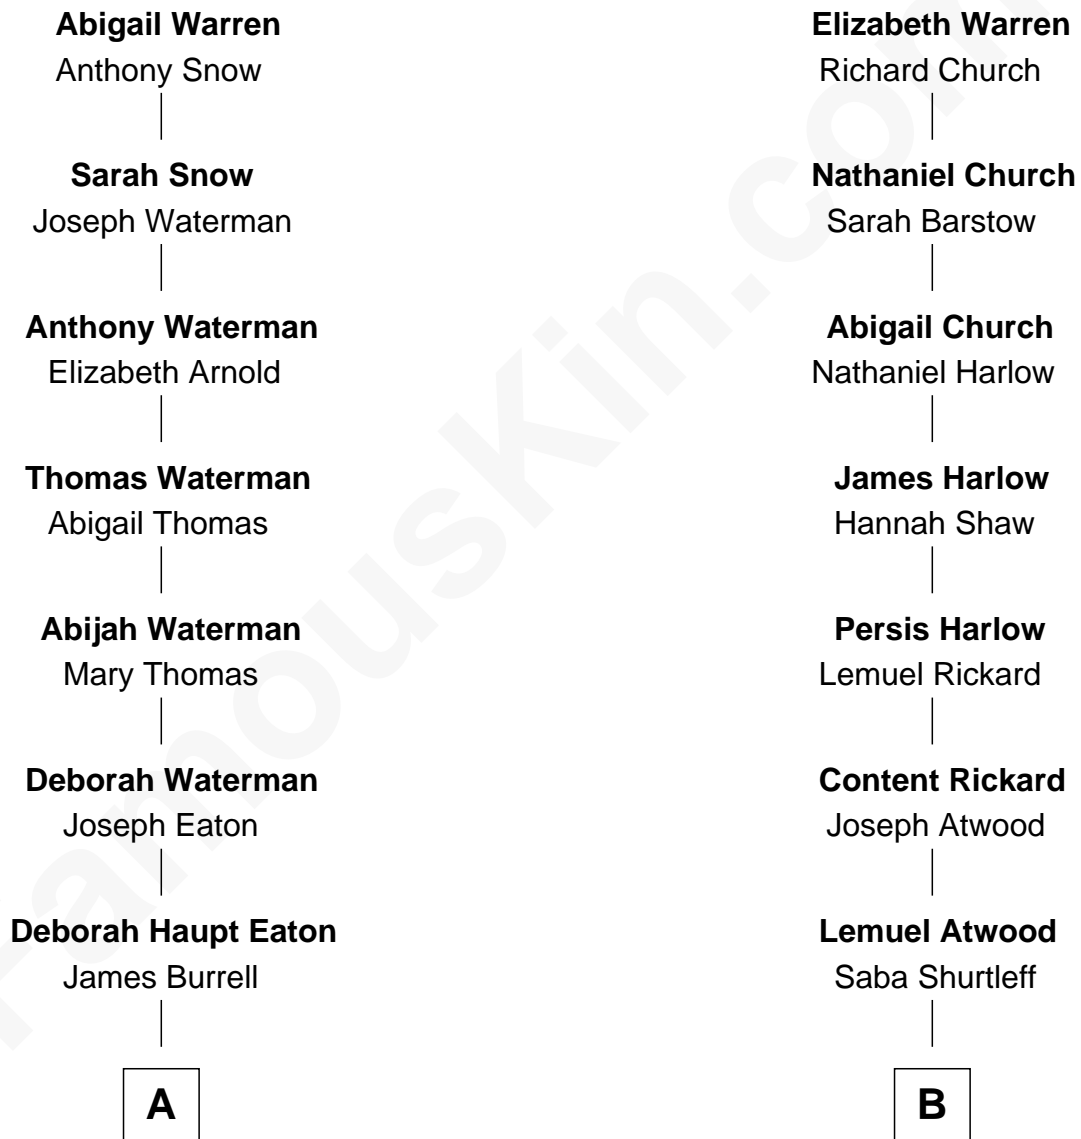 Abigail Warren
Anthony Snow
Sarah Snow
Joseph Waterman
Anthony Waterman
Elizabeth Arnold
Thomas Waterman
Abigail Thomas
Abijah Waterman
Mary Thomas
Deborah Waterman
Joseph Eaton
Deborah Haupt Eaton
James Burrell
A
Elizabeth Warren
Richard Church
Nathaniel Church
Sarah Barstow
Abigail Church
Nathaniel Harlow
James Harlow
Hannah Shaw
Persis Harlow
Lemuel Rickard
Content Rickard
Joseph Atwood
Lemuel Atwood
Saba Shurtleff
B
FamousKin.com